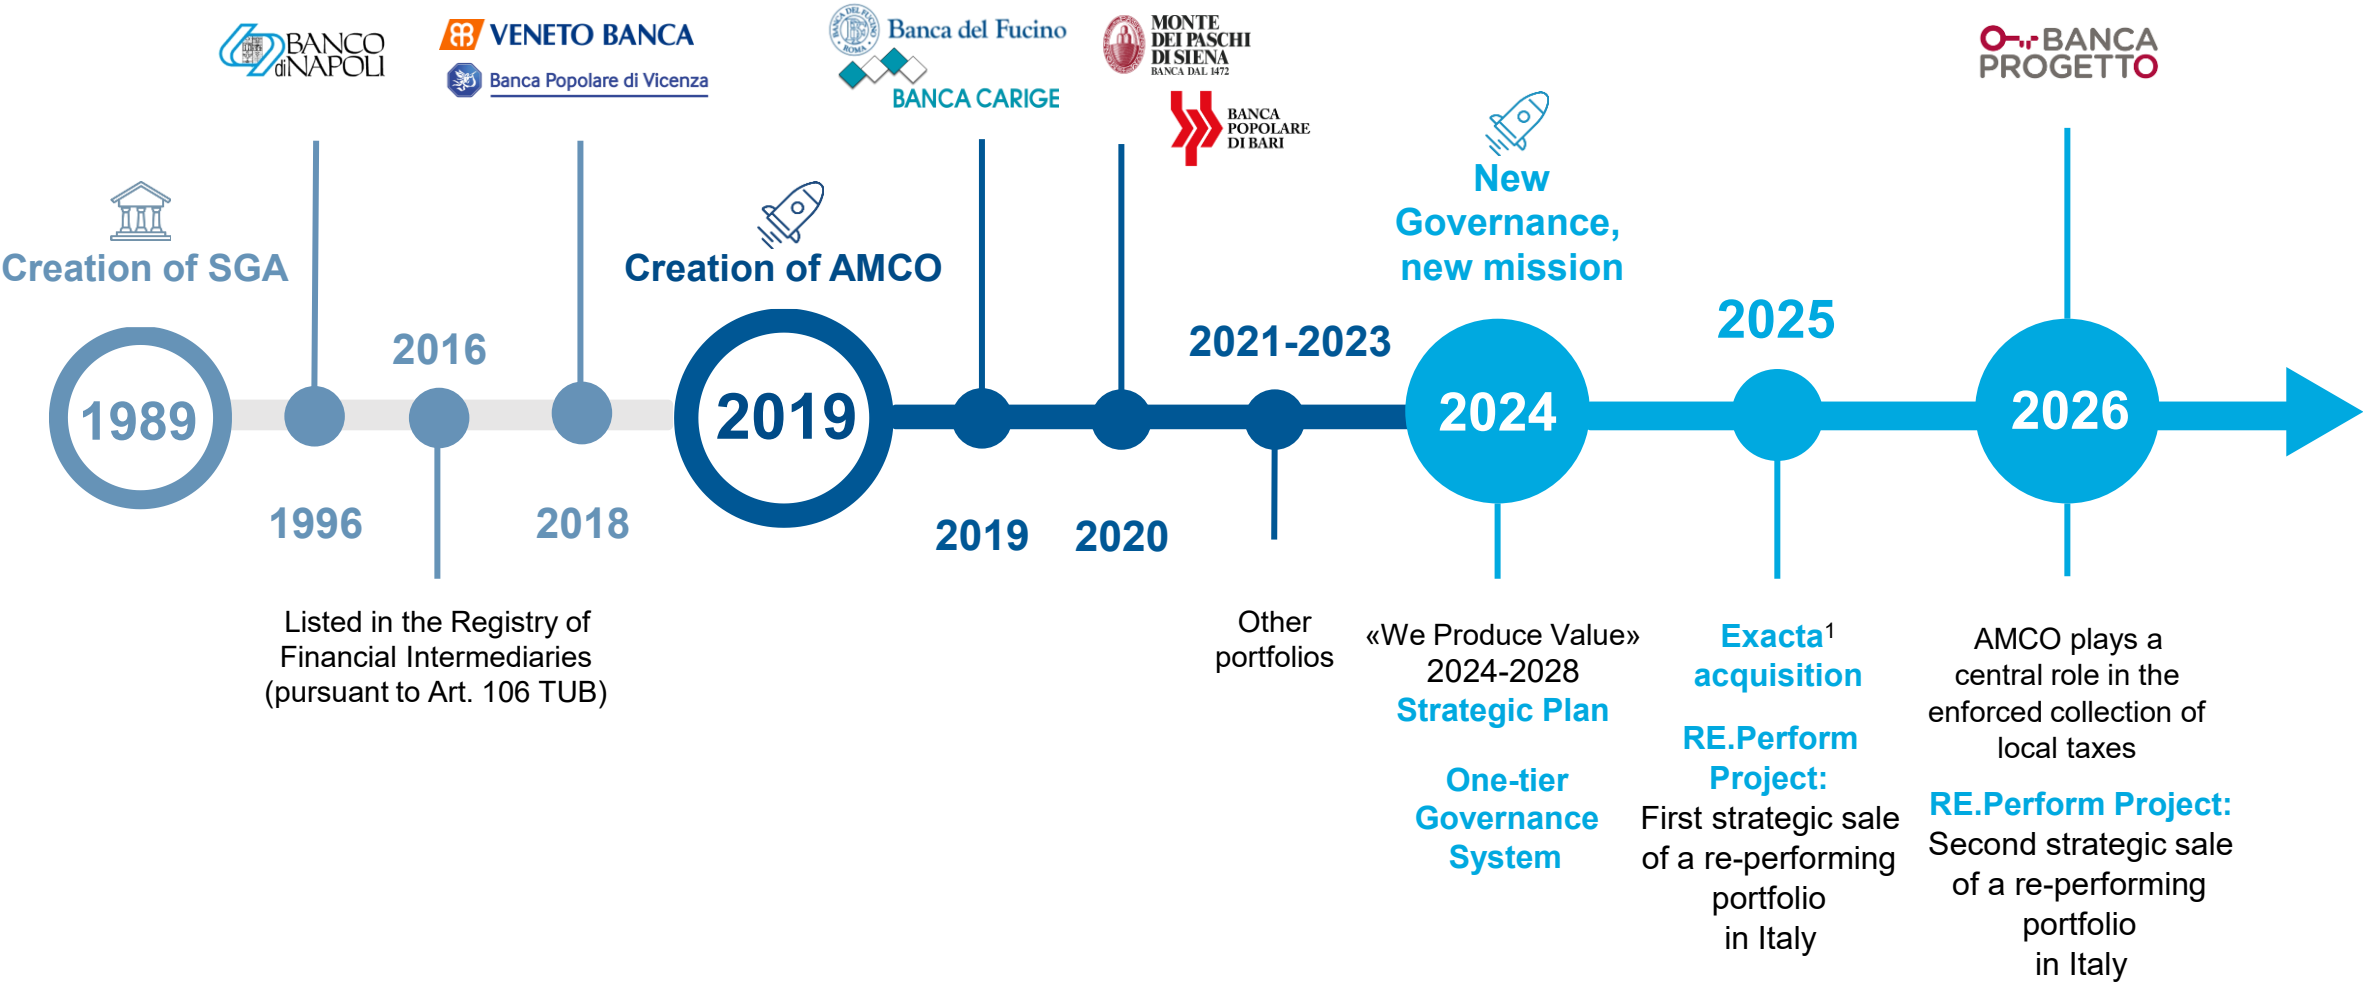 BANCO
diNAPOLI
VENETO BANCA
Banca Popolare di Vicenza
BANCA DEL FUCINO
ROMA
Banca del Fucino
BANCA CARIGE
MONTE
DEI PASCHI
DI SIENA
BANCA DAL 1472
BANCA
POPOLARE
DI BARI
BANCA
PROGETTO
Creation of SGA
Creation of AMCO
New
Governance,
new mission
1989
1996
2016
2018
2019
2019
2020
2021-2023
2024
2025
2026
Listed in the Registry of
Financial Intermediaries
(pursuant to Art. 106 TUB)
Other
portfolios
«We Produce Value»
2024-2028
Strategic Plan
One-tier
Governance
System
Exacta¹
acquisition
RE.Perform
Project:
First strategic sale
of a re-performing
portfolio
in Italy
AMCO plays a
central role in the
enforced collection of
local taxes
RE.Perform Project:
Second strategic sale
of a re-performing
portfolio
in Italy